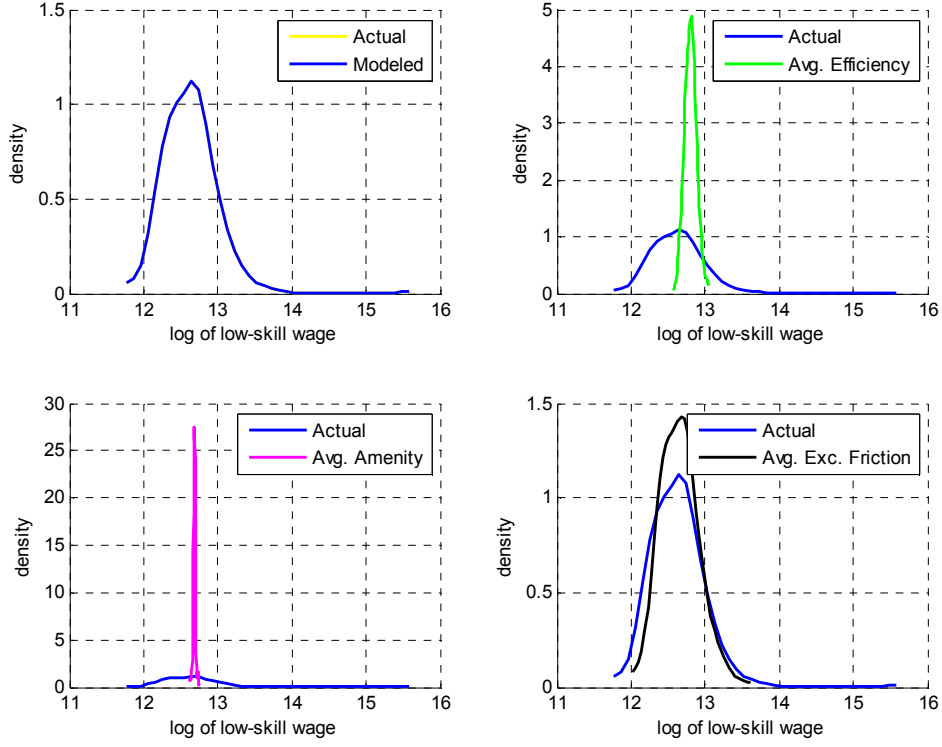 1.5
1
0.5
0
density
11 12 13 14 15 16
log of low-skill wage
Actual
Modeled
5
4
3
2
1
0
density
11 12 13 14 15 16
log of low-skill wage
Actual
Avg. Efficiency
30
25
20
15
10
5
0
density
11 12 13 14 15 16
log of low-skill wage
Actual
Avg. Amenity
1.5
1
0.5
0
density
11 12 13 14 15 16
log of low-skill wage
Actual
Avg. Exc. Friction